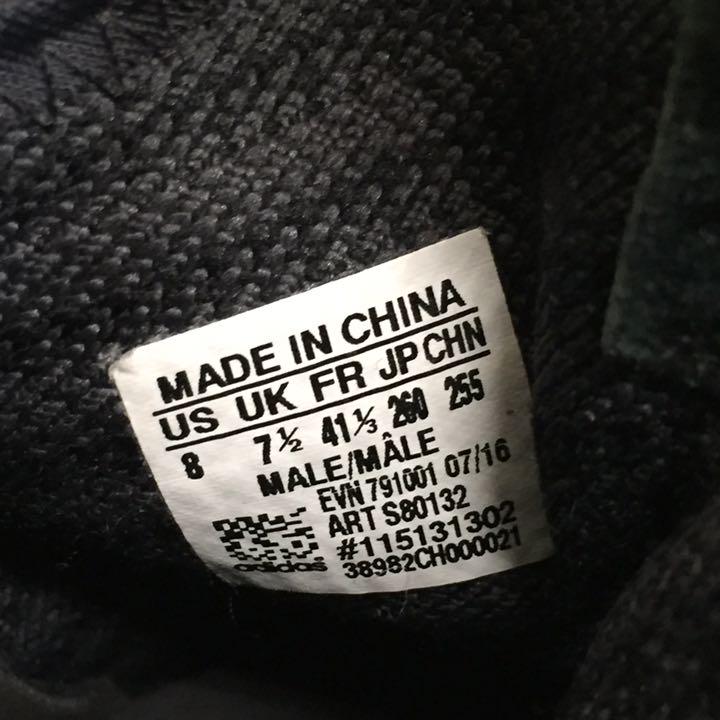 MADE IN CHINA
US UK FR JP CHN
8 7½ 41⅓ 260 255
MALE/MÂLE
EVN 791001 07/16
ART S80132
#115131302
adidas 38982CH000021